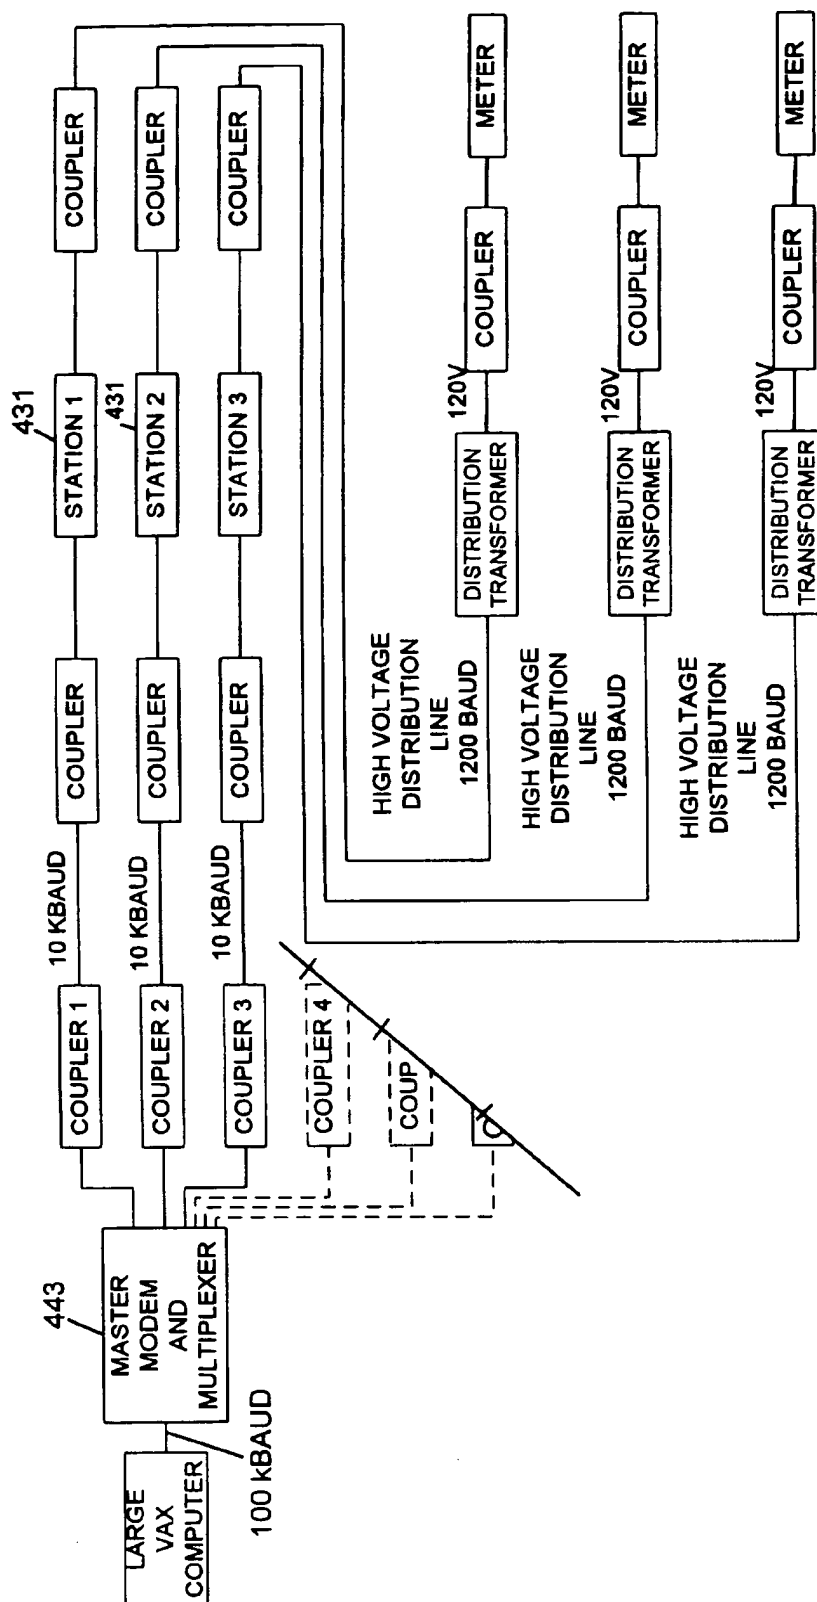 LARGE
VAX
COMPUTER
100 kBAUD
443
MASTER
MODEM
AND
MULTIPLEXER
COUPLER 1
10 KBAUD
COUPLER
431
STATION 1
COUPLER
COUPLER 2
10 KBAUD
COUPLER
431
STATION 2
COUPLER
COUPLER 3
10 KBAUD
COUPLER
STATION 3
COUPLER
COUPLER 4
COUP
C
HIGH VOLTAGE
DISTRIBUTION
LINE
1200 BAUD
DISTRIBUTION
TRANSFORMER
120V
COUPLER
METER
HIGH VOLTAGE
DISTRIBUTION
LINE
1200 BAUD
DISTRIBUTION
TRANSFORMER
120V
COUPLER
METER
HIGH VOLTAGE
DISTRIBUTION
LINE
1200 BAUD
DISTRIBUTION
TRANSFORMER
120V
COUPLER
METER